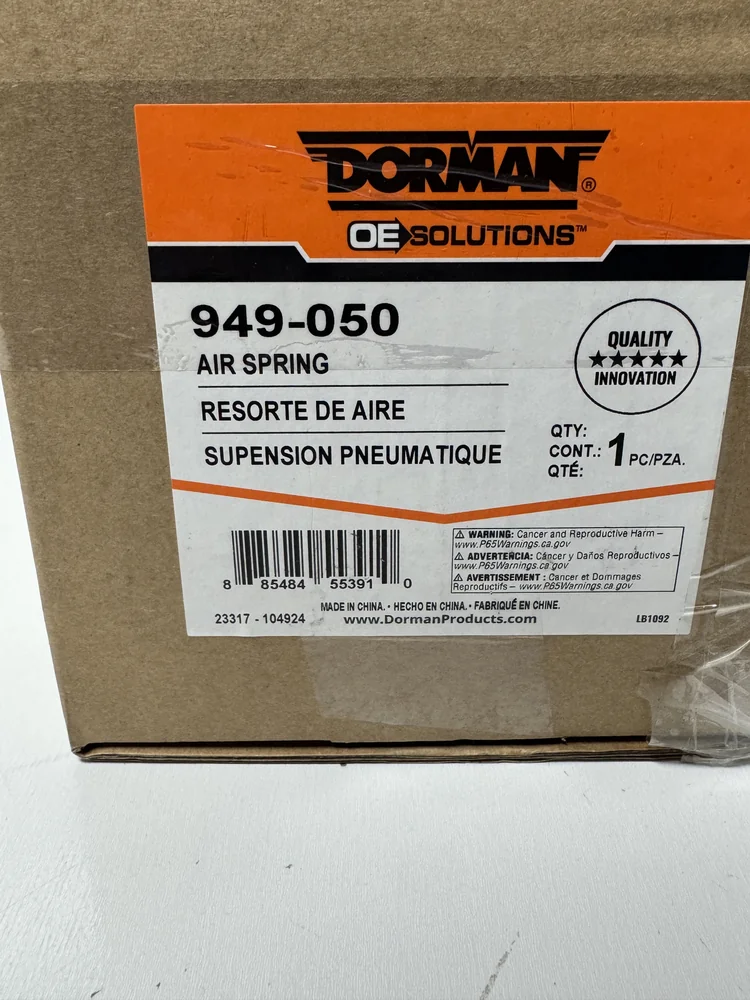 DORMAN®
OE SOLUTIONS™
949-050
AIR SPRING
RESORTE DE AIRE
SUPENSION PNEUMATIQUE
QUALITY
★★★★★
INNOVATION
QTY:
CONT.: 1 PC/PZA.
QTÉ:
8 85484 55391 0
⚠ WARNING: Cancer and Reproductive Harm –
www.P65Warnings.ca.gov
⚠ ADVERTENCIA: Cáncer y Daños Reproductivos –
www.P65Warnings.ca.gov
⚠ AVERTISSEMENT : Cancer et Dommages
Reproductifs – www.P65Warnings.ca.gov
MADE IN CHINA. • HECHO EN CHINA. • FABRIQUÉ EN CHINE.
23317 - 104924 www.DormanProducts.com LB1092